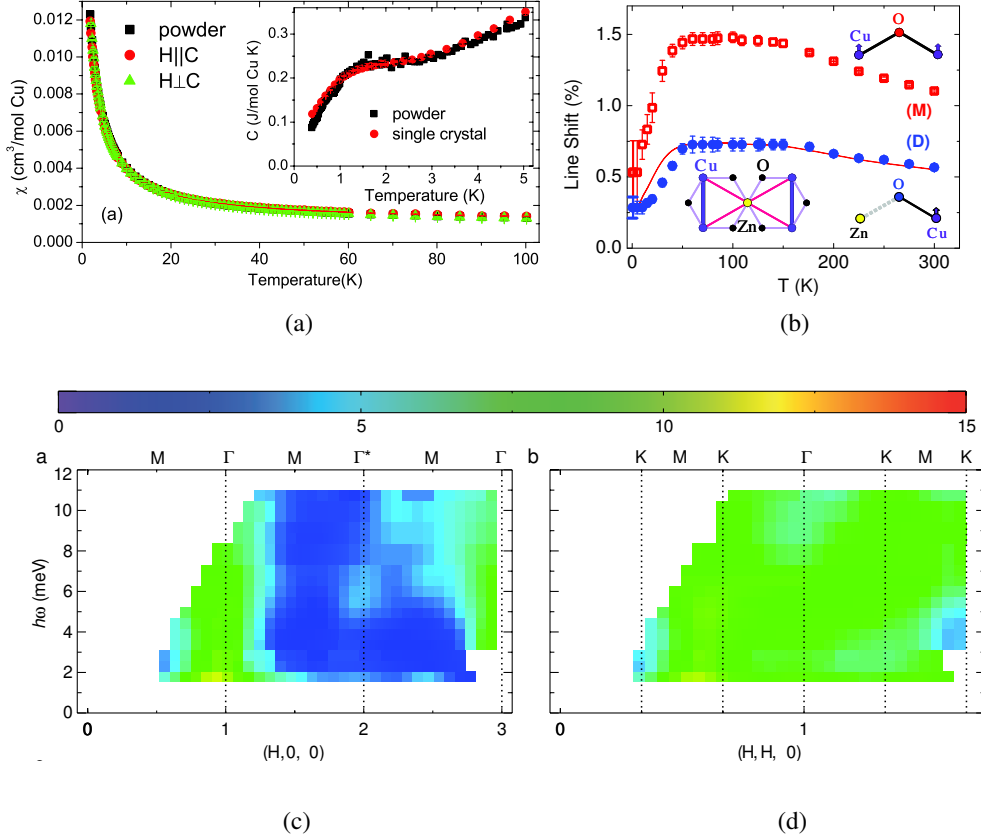 0.012
0.010
0.008
0.006
0.004
0.002
0.000
χ (cm³/mol Cu)
powder
H||C
H⊥C
(a)
0 20 40 60 80 100
Temperature(K)
0.3
0.2
0.1
0.0
C (J/mol Cu K)
powder
single crystal
0 1 2 3 4 5
Temperature (K)
(a)
1.5
1.0
0.5
0.0
Line Shift (%)
O
Cu
(M)
(D)
Cu
O
Zn
O
Zn
Cu
0 50 100 150 200 250 300
T (K)
(b)
0 5 10 15
a
M Γ M Γ* M Γ
12
10
8
6
4
2
0
ħω (meV)
0 1 2 3
(H, 0, 0)
(c)
b
K M K Γ K M K
0 1
(H, H, 0)
(d)